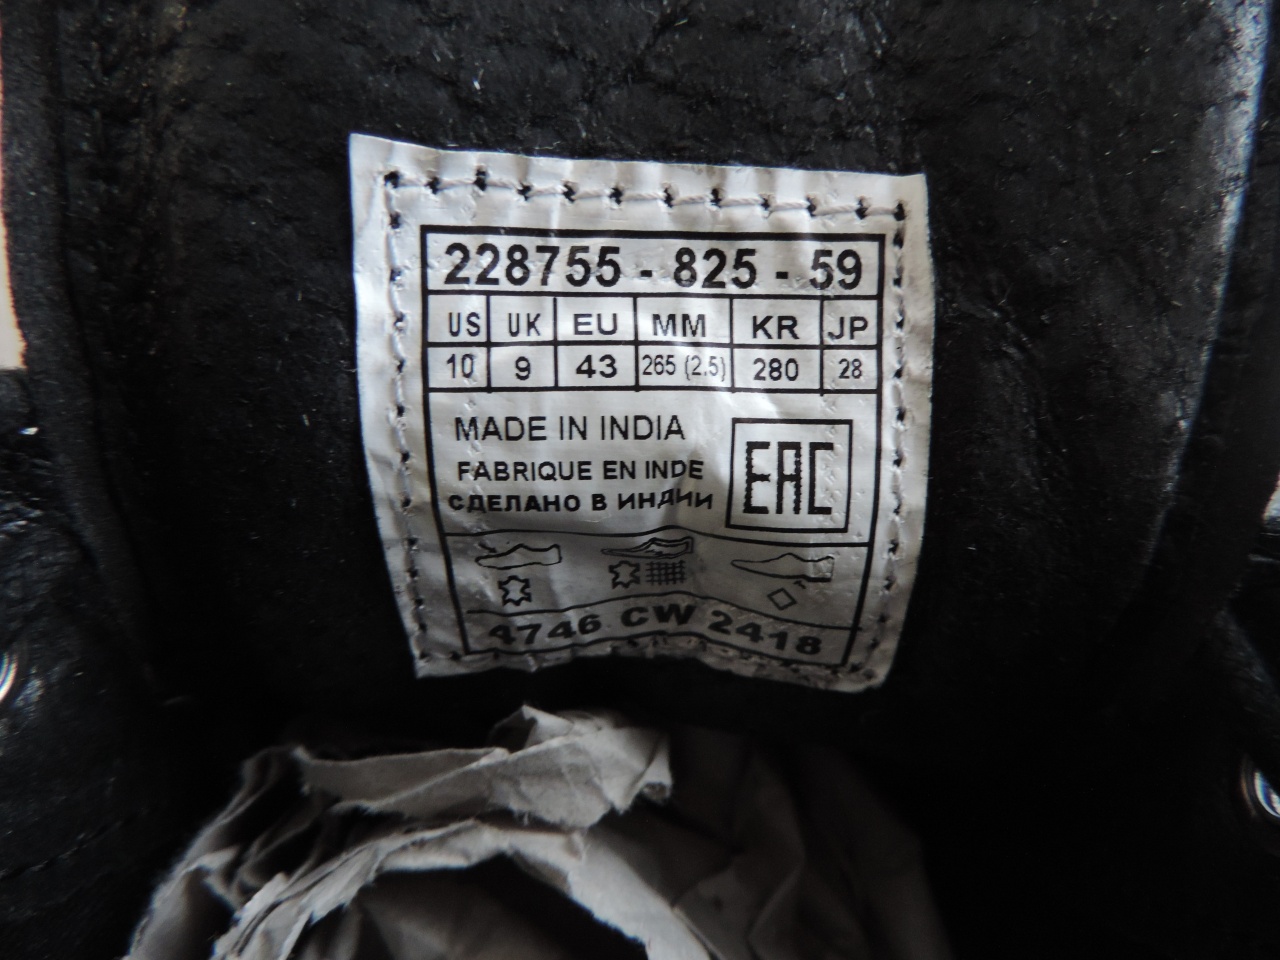 228755 - 825 - 59
US UK EU MM KR JP
10 9 43 265 (2.5) 280 28
MADE IN INDIA
FABRIQUE EN INDE
СДЕЛАНО В ИНДИИ
EAC
4746 CW 2418